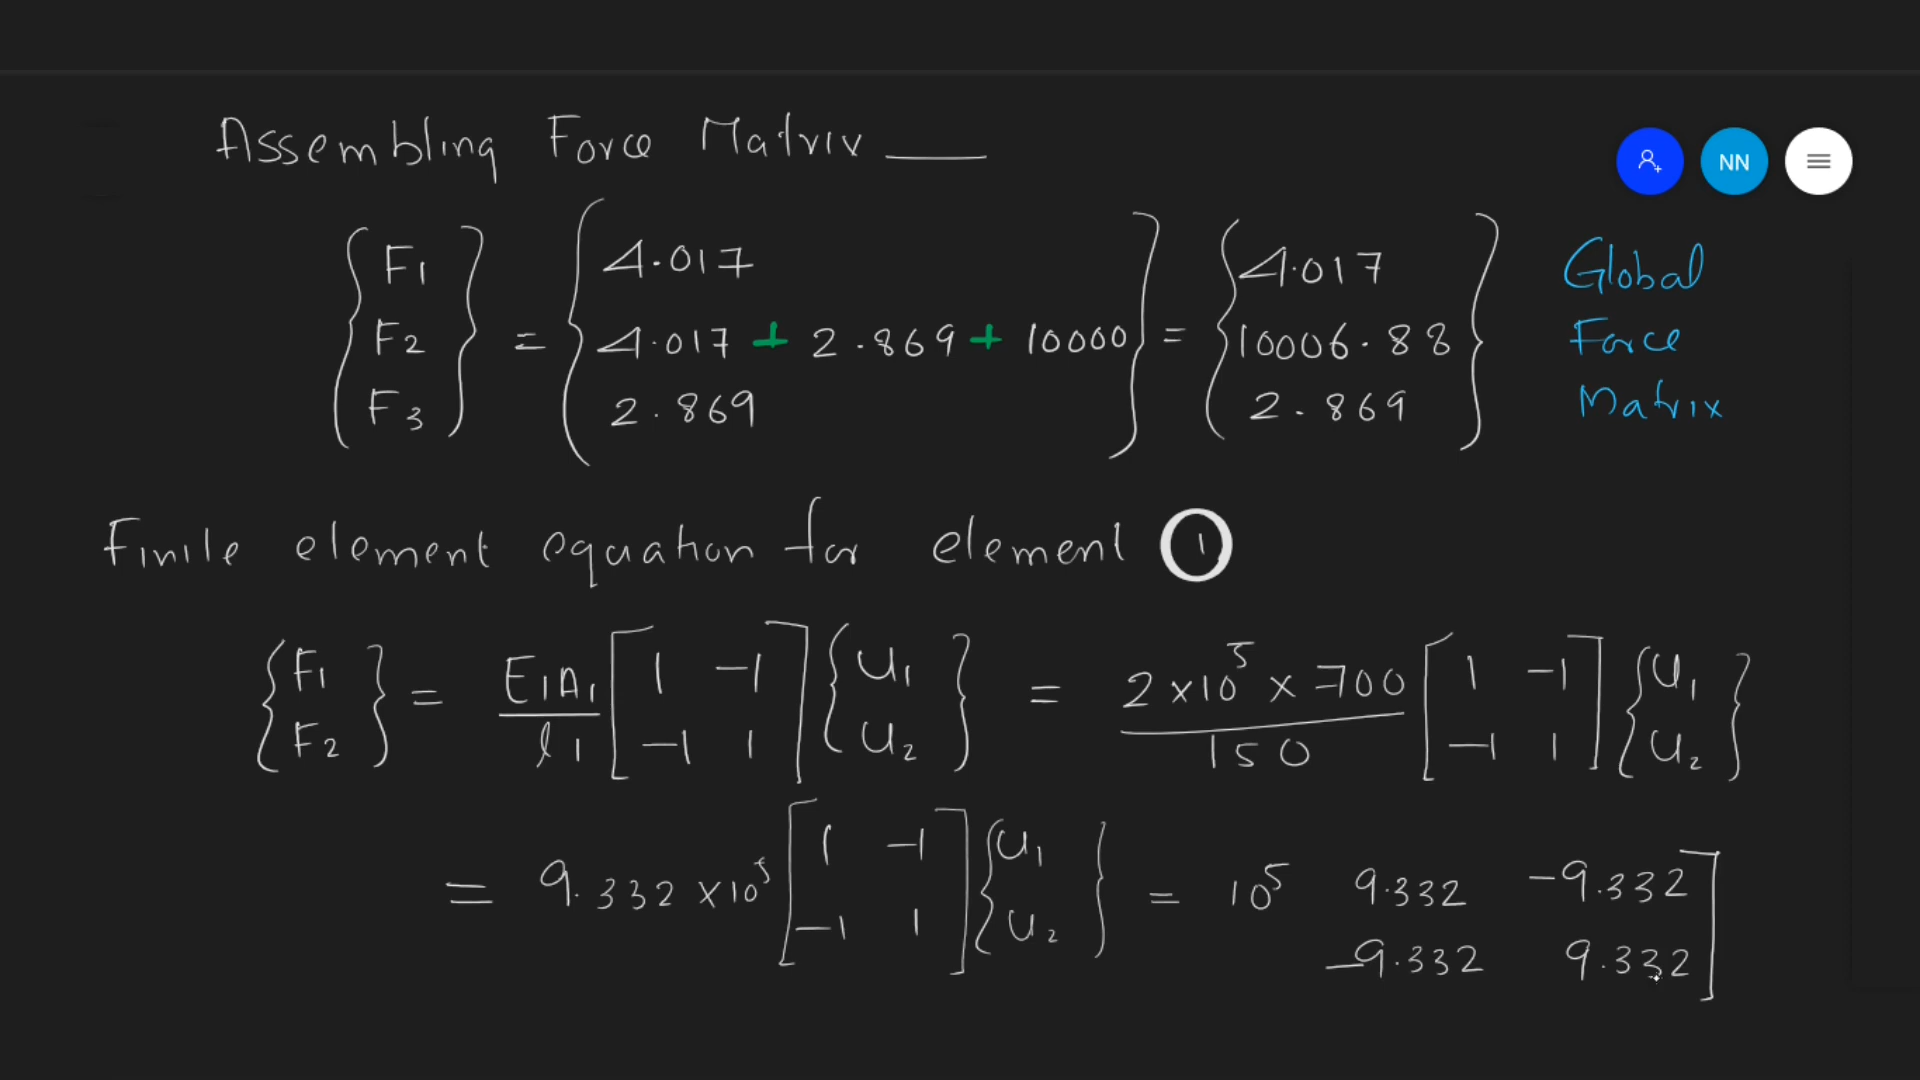 Assembling Force Matrix
NN
{F1 F2 F3} = {4.017 4.017 + 2.869 + 10000 2.869} = {4.017 10006.88 2.869} Global Force Matrix
Finite element equation for element 1
{F1 F2} = E1A1/l1 [1 -1 -1 1] {u1 u2} = 2×10^5 × 700/150 [1 -1 -1 1] {u1 u2}
= 9.332 ×10^5 [1 -1 -1 1] {u1 u2} = 10^5 9.332 -9.332 -9.332 9.332]